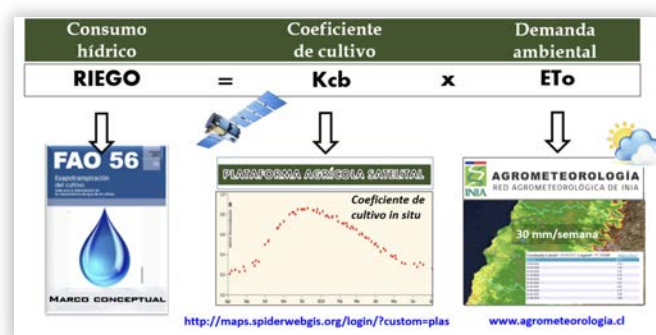 Consumo
hídrico
Coeficiente
de cultivo
Demanda
ambiental
RIEGO = Kcb x ETo
FAO 56
Evapotranspiración
del cultivo
MARCO CONCEPTUAL
PLATAFORMA AGRÍCOLA SATELITAL
Coeficiente de
cultivo in situ
http://maps.spiderwebgis.org/login/?custom=plas
INIA
AGROMETEOROLOGÍA
RED AGROMETEOROLÓGICA DE INIA
30 mm/semana
www.agrometeorologia.cl